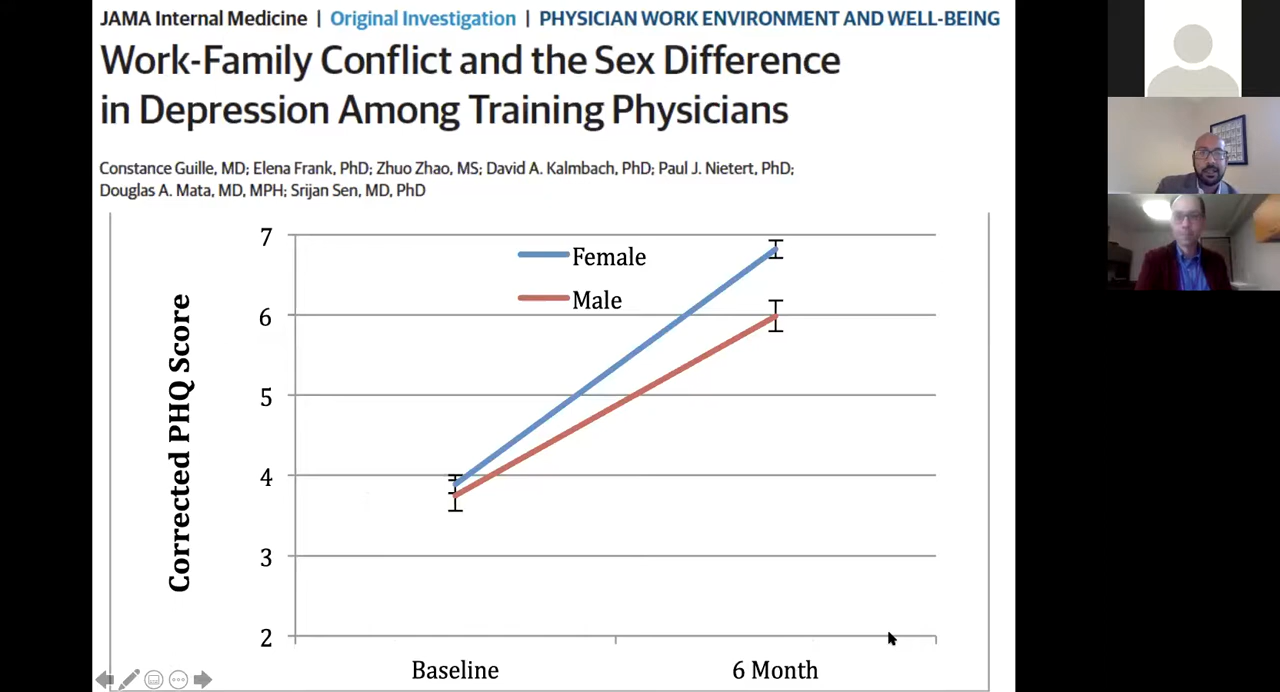 JAMA Internal Medicine | Original Investigation | PHYSICIAN WORK ENVIRONMENT AND WELL-BEING
Work-Family Conflict and the Sex Difference
in Depression Among Training Physicians
Constance Guille, MD; Elena Frank, PhD; Zhuo Zhao, MS; David A. Kalmbach, PhD; Paul J. Nietert, PhD;
Douglas A. Mata, MD, MPH; Srijan Sen, MD, PhD
Corrected PHQ Score
7
6
5
4
3
2
Female
Male
Baseline
6 Month